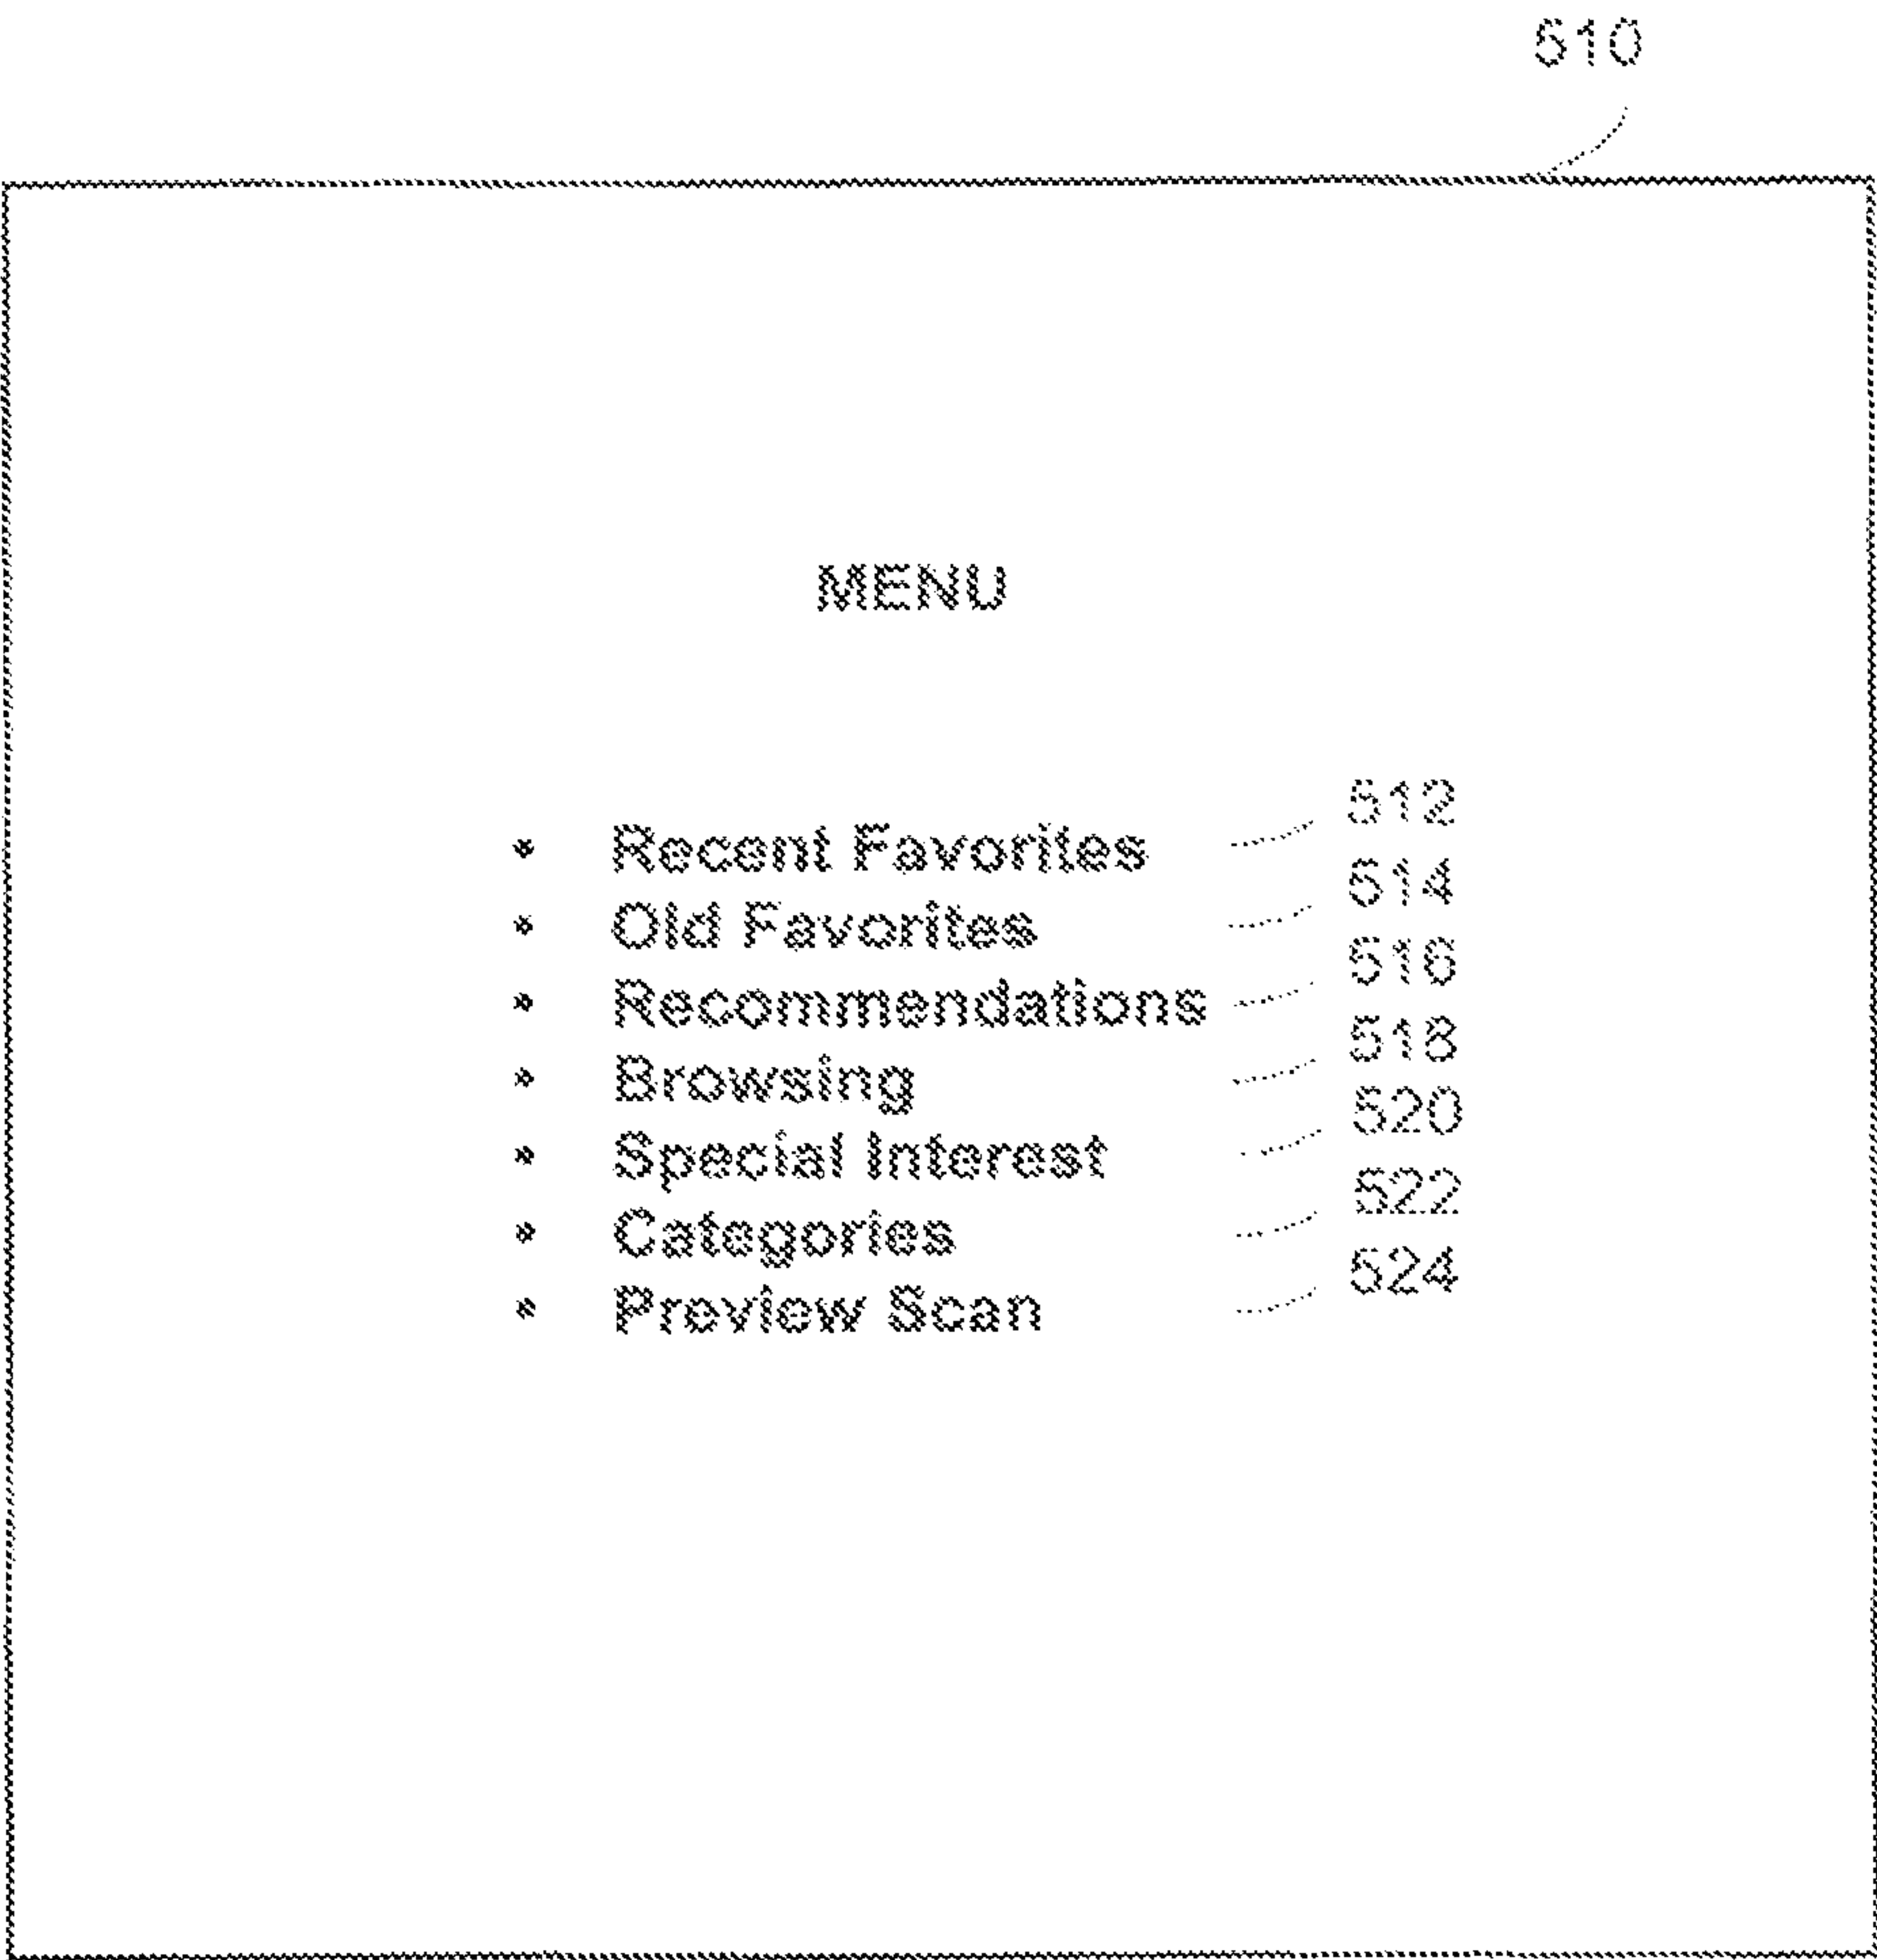 510
MENU
• Recent Favorites 512
• Old Favorites 514
• Recommendations 516
• Browsing 518
• Special Interest 520
• Categories 522
• Preview Scan 524